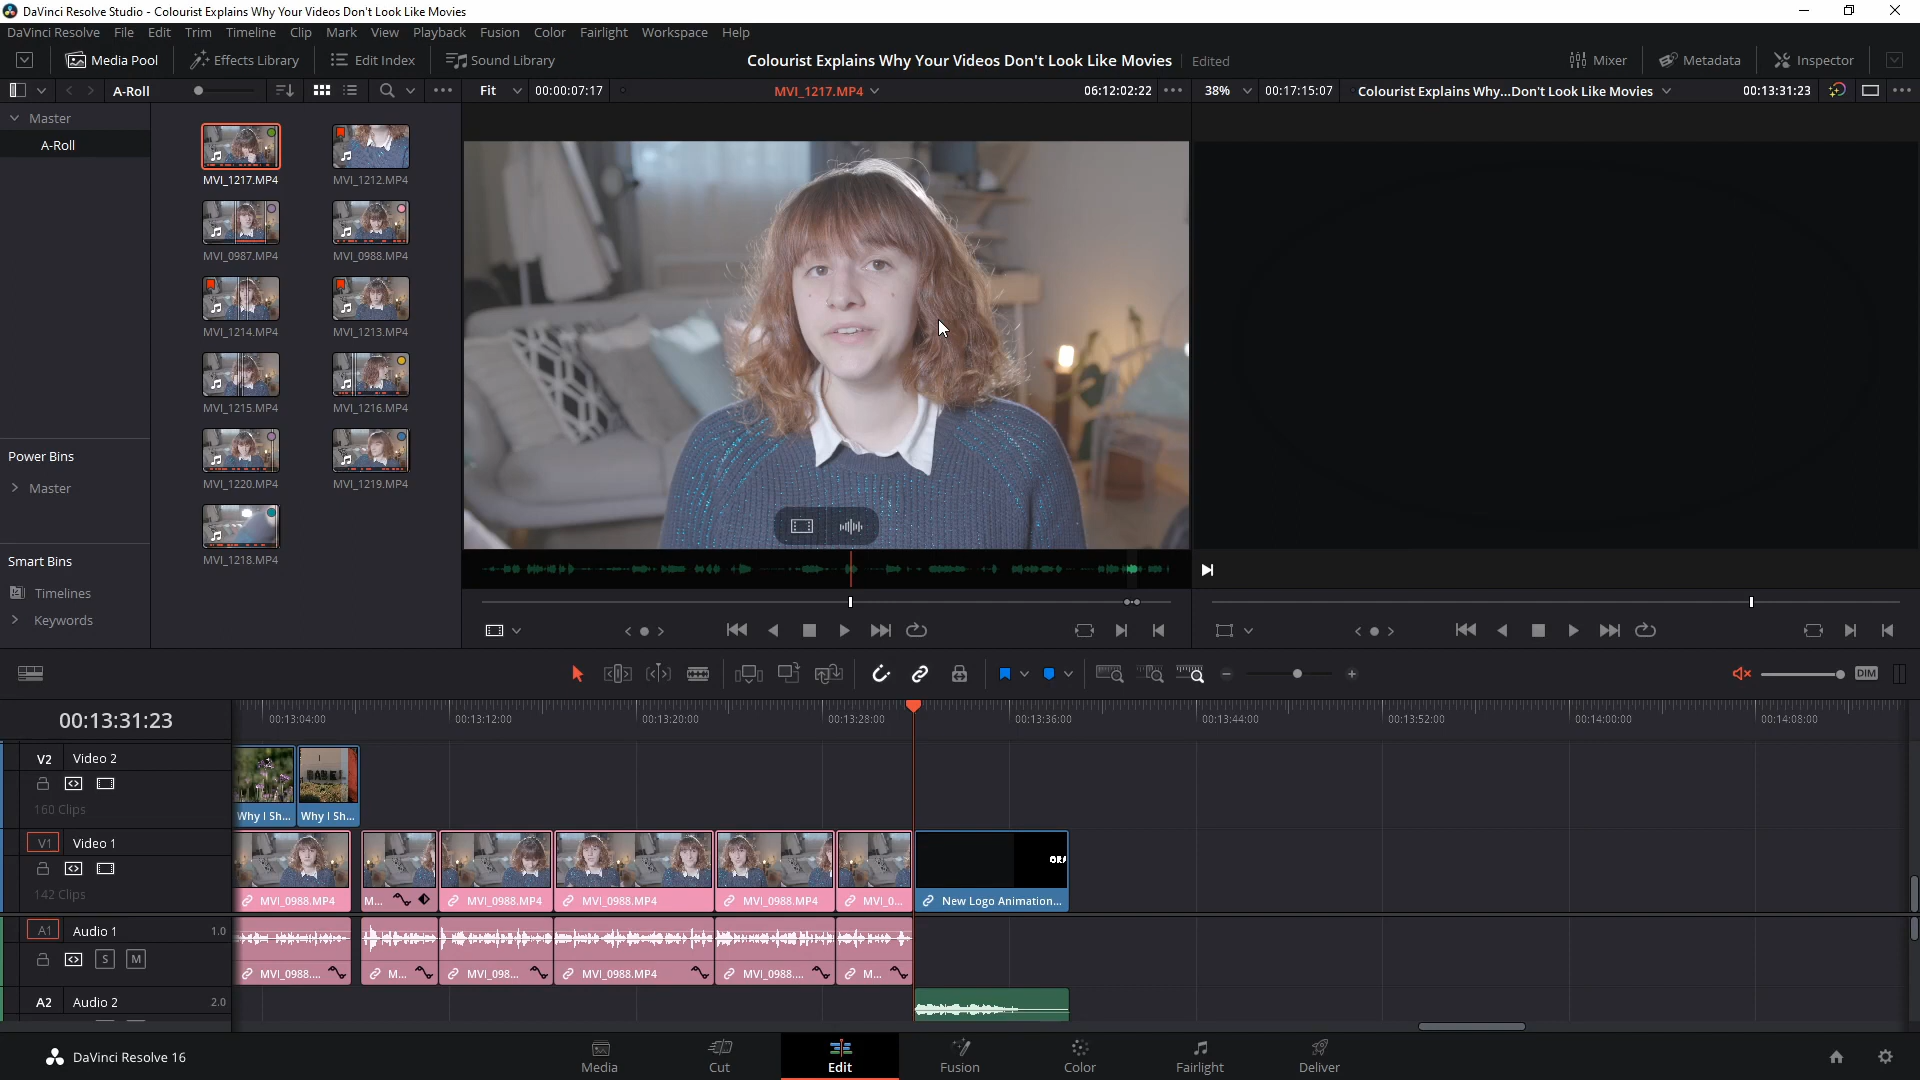 DaVinci Resolve Studio - Colourist Explains Why Your Videos Don't Look Like Movies
DaVinci Resolve File Edit Trim Timeline Clip Mark View Playback Fusion Color Fairlight Workspace Help
Media Pool Effects Library Edit Index Sound Library Colourist Explains Why Your Videos Don't Look Like Movies Edited Mixer Metadata Inspector
A-Roll Fit 00:00:07:17 MVI_1217.MP4 06:12:02:22 38% 00:17:15:07 Colourist Explains Why...Don't Look Like Movies 00:13:31:23
Master
A-Roll
MVI_1217.MP4 MVI_1212.MP4
MVI_0987.MP4 MVI_0988.MP4
MVI_1214.MP4 MVI_1213.MP4
MVI_1215.MP4 MVI_1216.MP4
MVI_1220.MP4 MVI_1219.MP4
MVI_1218.MP4
Power Bins
Master
Smart Bins
Timelines
Keywords
DIM
00:13:31:23
00:13:04:00 00:13:12:00 00:13:20:00 00:13:28:00 00:13:36:00 00:13:44:00 00:13:52:00 00:14:00:00 00:14:08:00
V2 Video 2
160 Clips
Why I Sh... Why I Sh...
V1 Video 1
142 Clips
MVI_0988.MP4 M... MVI_0988.MP4 MVI_0988.MP4 MVI_0988.MP4 MVI_0... New Logo Animation...
A1 Audio 1 1.0
S M
MVI_0988.... M... MVI_098... MVI_0988.MP4 MVI_0988.... M...
A2 Audio 2 2.0
DaVinci Resolve 16
Media Cut Edit Fusion Color Fairlight Deliver